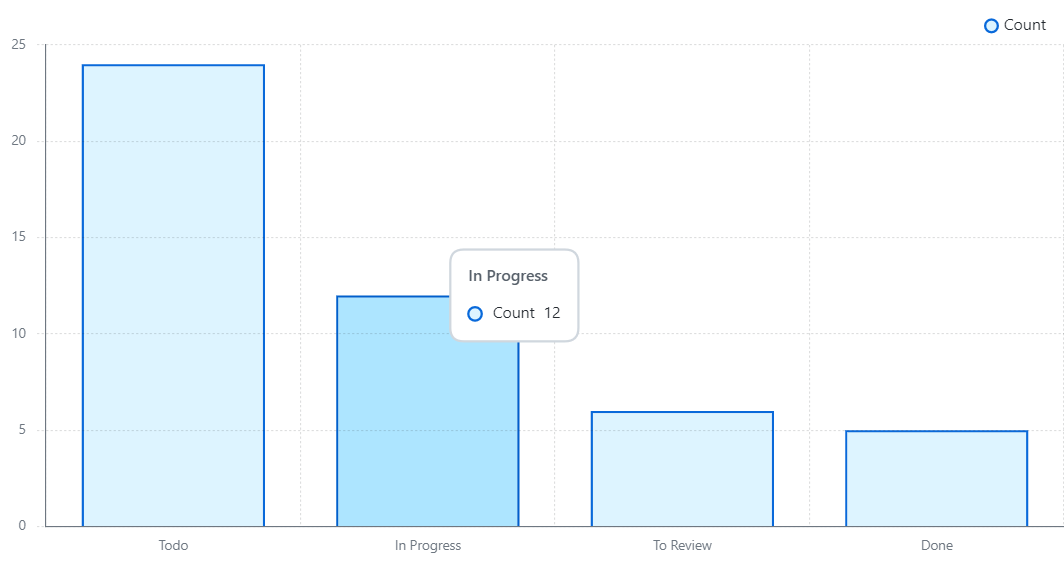 Count
25
20
15
10
5
0
In Progress
Count 12
Todo
In Progress
To Review
Done